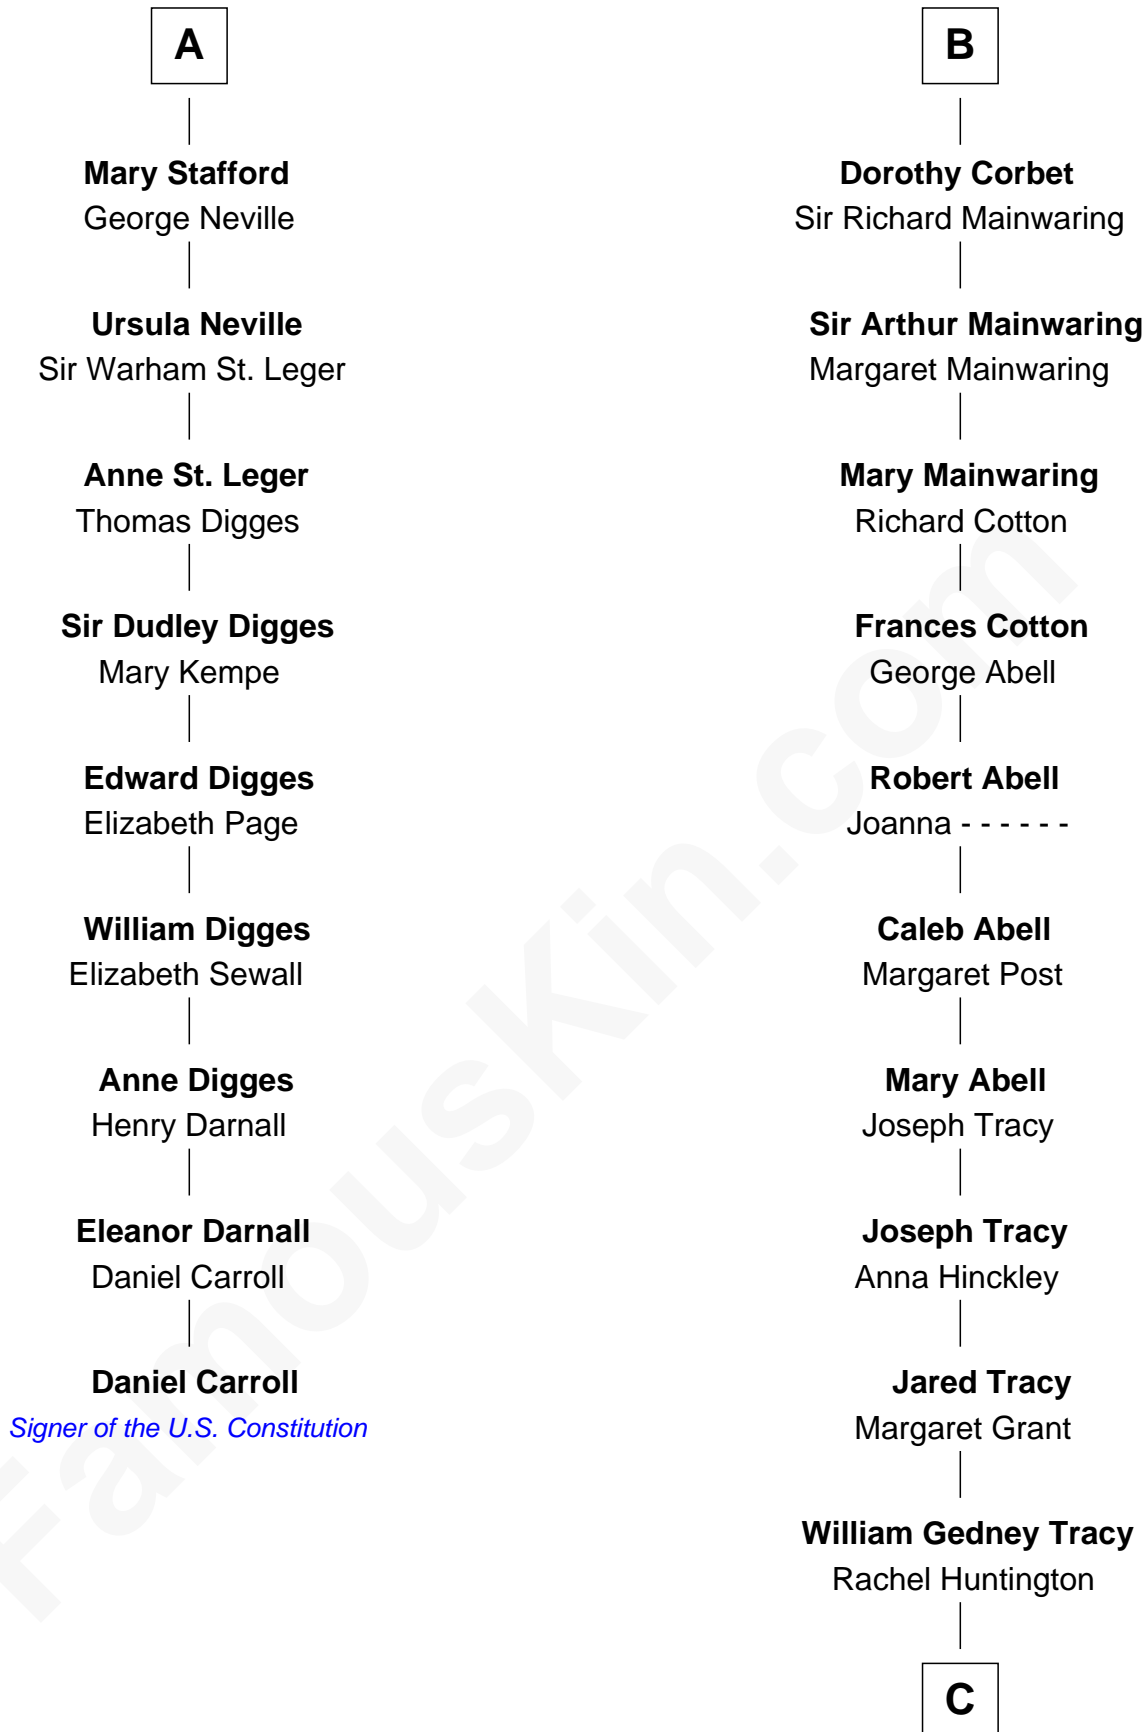 A
Mary Stafford
George Neville
Ursula Neville
Sir Warham St. Leger
Anne St. Leger
Thomas Digges
Sir Dudley Digges
Mary Kempe
Edward Digges
Elizabeth Page
William Digges
Elizabeth Sewall
Anne Digges
Henry Darnall
Eleanor Darnall
Daniel Carroll
Daniel Carroll
Signer of the U.S. Constitution
B
Dorothy Corbet
Sir Richard Mainwaring
Sir Arthur Mainwaring
Margaret Mainwaring
Mary Mainwaring
Richard Cotton
Frances Cotton
George Abell
Robert Abell
Joanna - - - - - -
Caleb Abell
Margaret Post
Mary Abell
Joseph Tracy
Joseph Tracy
Anna Hinckley
Jared Tracy
Margaret Grant
William Gedney Tracy
Rachel Huntington
C
FamousKin.com